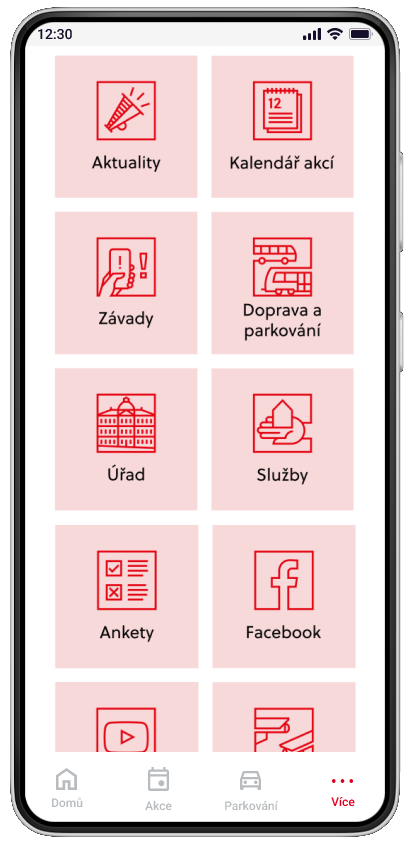 12:30
12
Aktuality
Kalendář akcí
!
!
Závady
Doprava a
parkování
Úřad
Služby
Ankety
Facebook
Domů
Akce
Parkování
Více